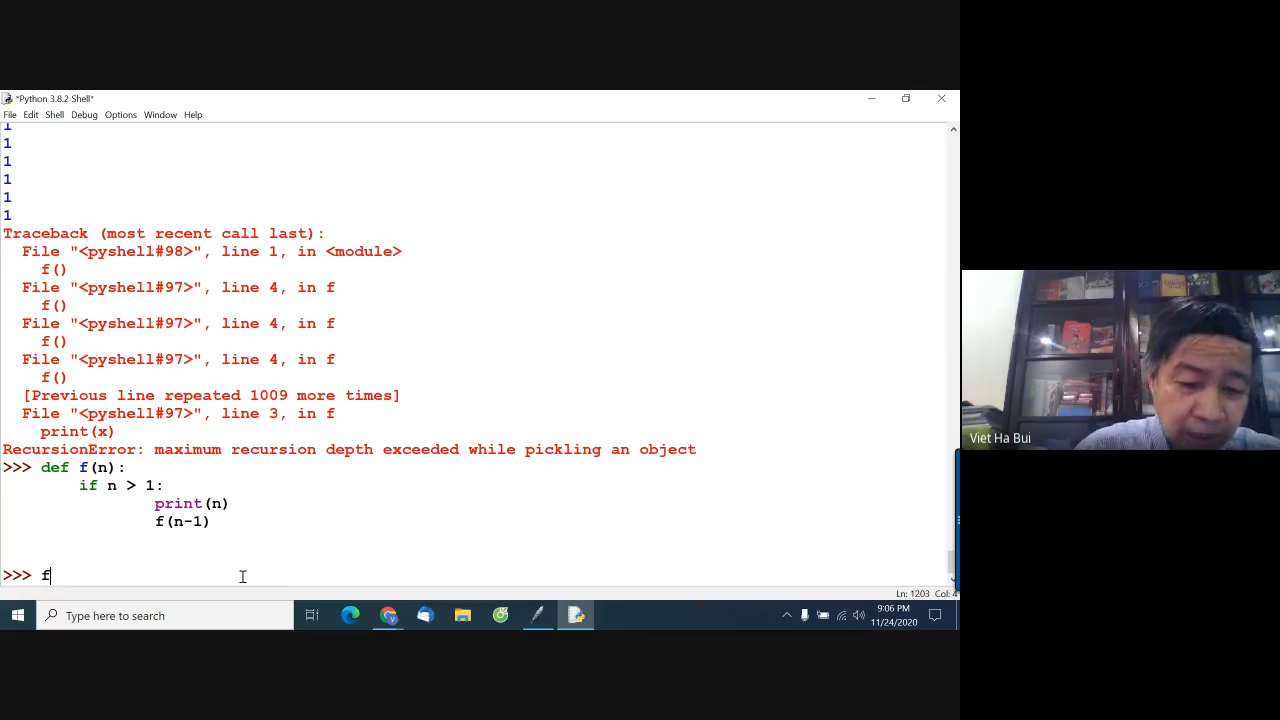 *Python 3.8.2 Shell*
File Edit Shell Debug Options Window Help
1
1
1
1
1
1
Traceback (most recent call last):
File "<pyshell#98>", line 1, in <module>
f()
File "<pyshell#97>", line 4, in f
f()
File "<pyshell#97>", line 4, in f
f()
File "<pyshell#97>", line 4, in f
f()
[Previous line repeated 1009 more times]
File "<pyshell#97>", line 3, in f
print(x)
RecursionError: maximum recursion depth exceeded while pickling an object
>>> def f(n):
if n > 1:
print(n)
f(n-1)
>>> f
Ln: 1203 Col: 4
Type here to search
9:06 PM
11/24/2020
Viet Ha Bui